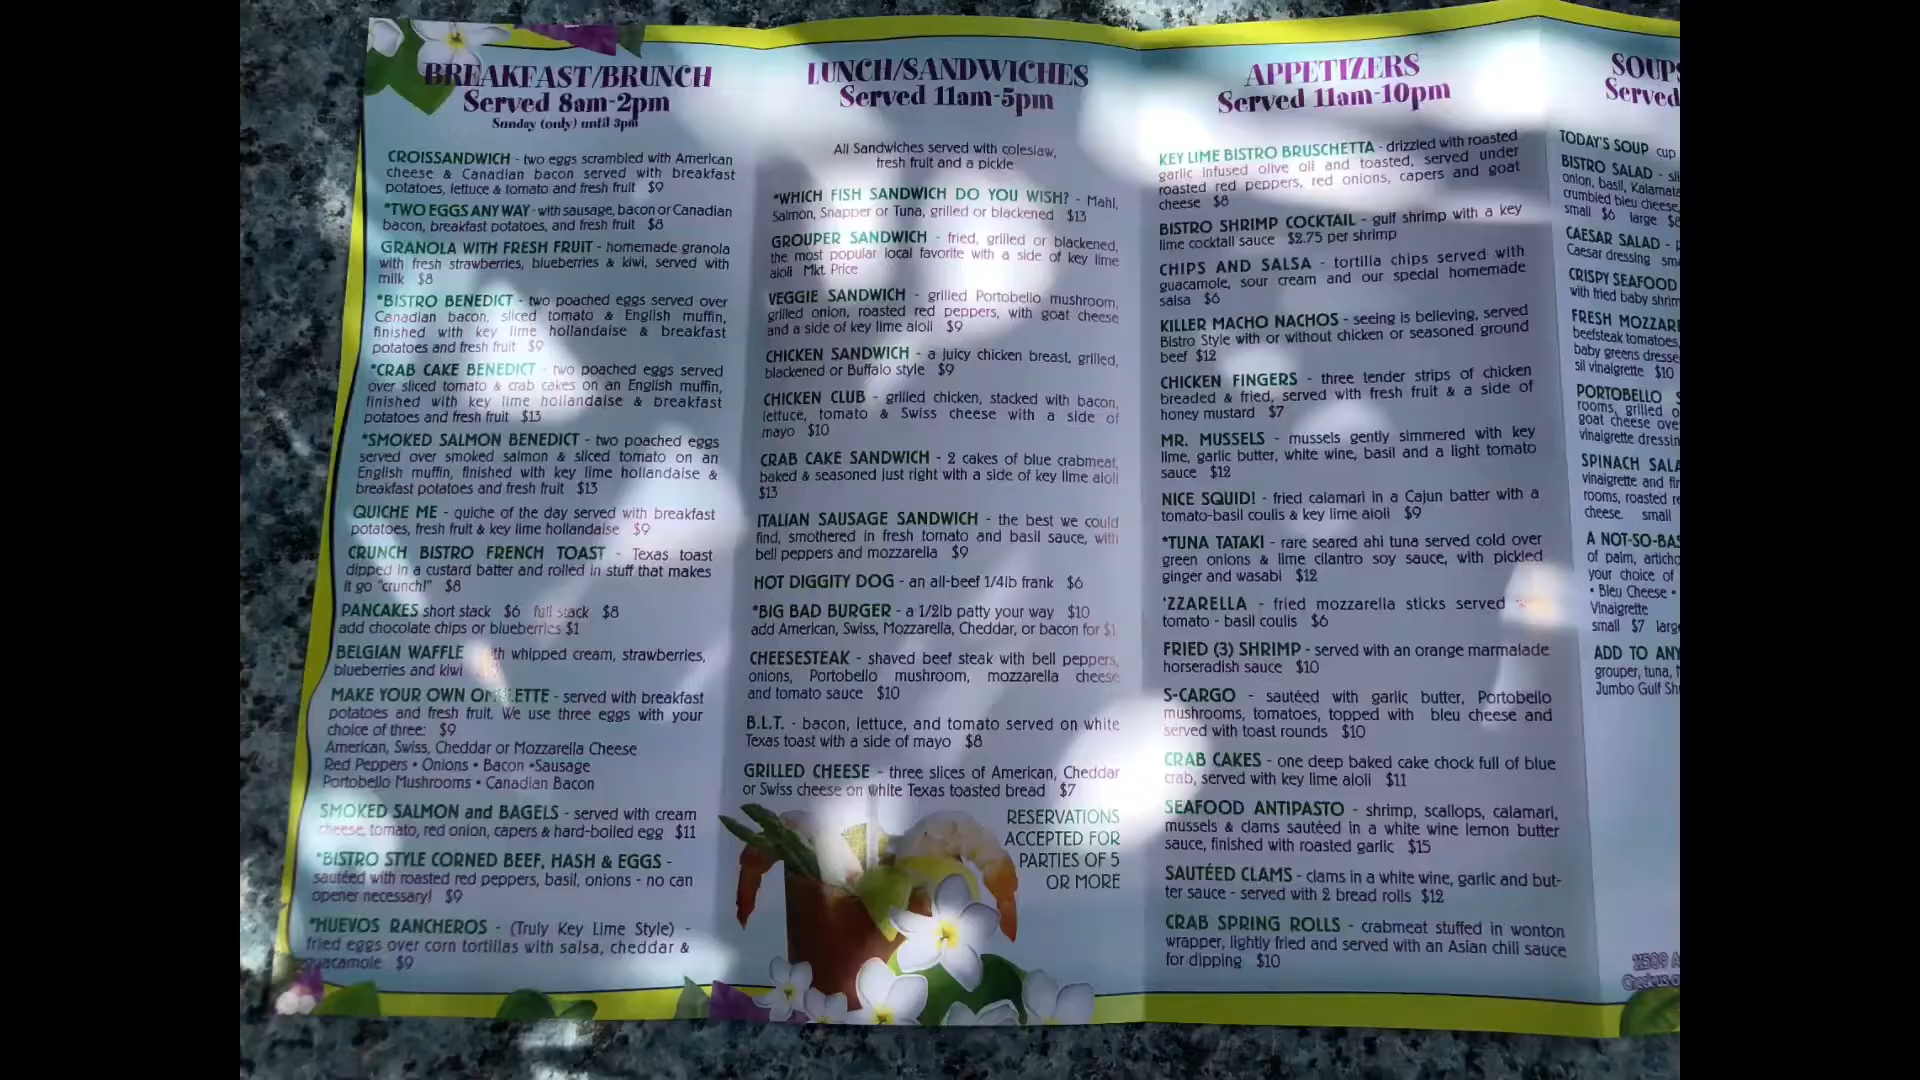 BREAKFAST/BRUNCH
Served 8am-2pm
Sunday (only) until 3pm
CROISSANDWICH - two eggs scrambled with American
cheese & Canadian bacon served with breakfast
potatoes, lettuce & tomato and fresh fruit $9
*TWO EGGS ANY WAY - with sausage, bacon or Canadian
bacon, breakfast potatoes, and fresh fruit $8
GRANOLA WITH FRESH FRUIT - homemade granola
with fresh strawberries, blueberries & kiwi, served with
milk $8
*BISTRO BENEDICT - two poached eggs served over
Canadian bacon, sliced tomato & English muffin,
finished with key lime hollandaise & breakfast
potatoes and fresh fruit $9
*CRAB CAKE BENEDICT - two poached eggs served
over sliced tomato & crab cakes on an English muffin,
finished with key lime hollandaise & breakfast
potatoes and fresh fruit $13
*SMOKED SALMON BENEDICT - two poached eggs
served over smoked salmon & sliced tomato on an
English muffin, finished with key lime hollandaise &
breakfast potatoes and fresh fruit $13
QUICHE ME - quiche of the day served with breakfast
potatoes, fresh fruit & key lime hollandaise $9
CRUNCH BISTRO FRENCH TOAST - Texas toast
dipped in a custard batter and rolled in stuff that makes
it go "crunch!" $8
PANCAKES short stack $6 full stack $8
add chocolate chips or blueberries $1
BELGIAN WAFFLE whipped cream, strawberries,
blueberries and kiwi
MAKE YOUR OWN - served with breakfast
potatoes and fresh fruit. We use three eggs with your
choice of three: $9
American, Swiss, Cheddar or Mozzarella Cheese
Red Peppers • Onions • Bacon •Sausage
Portobello Mushrooms • Canadian Bacon
SMOKED SALMON and BAGELS - served with cream
cheese, tomato, red onion, capers & hard-boiled egg $11
*BISTRO STYLE CORNED BEEF, HASH & EGGS -
sautéed with roasted red peppers, basil, onions - no can
opener necessary! $9
*HUEVOS RANCHEROS - (Truly Key Lime Style) -
fried eggs over corn tortillas with salsa, cheddar &
guacamole $9
LUNCH/SANDWICHES
Served 11am-5pm
All Sandwiches served with coleslaw,
fresh fruit and a pickle
*WHICH FISH SANDWICH DO YOU WISH? - Mahi,
Salmon, Snapper or Tuna, grilled or blackened $13
GROUPER SANDWICH - fried, grilled or blackened,
the most popular local favorite with a side of key lime
aioli Mkt. Price
VEGGIE SANDWICH - grilled Portobello mushroom,
grilled onion, roasted red peppers, with goat cheese
and a side of key lime aioli $9
CHICKEN SANDWICH - a juicy chicken breast, grilled,
blackened or Buffalo style $9
CHICKEN CLUB - grilled chicken, stacked with bacon,
lettuce, tomato & Swiss cheese with a side of
mayo $10
CRAB CAKE SANDWICH - 2 cakes of blue crabmeat,
baked & seasoned just right with a side of key lime aioli
$13
ITALIAN SAUSAGE SANDWICH - the best we could
find, smothered in fresh tomato and basil sauce, with
bell peppers and mozzarella $9
HOT DIGGITY DOG - an all-beef 1/4lb frank $6
*BIG BAD BURGER - a 1/2lb patty your way $10
add American, Swiss, Mozzarella, Cheddar, or bacon for $1
CHEESESTEAK - shaved beef steak with bell peppers,
onions, Portobello mushroom, mozzarella cheese
and tomato sauce $10
B.L.T. - bacon, lettuce, and tomato served on white
Texas toast with a side of mayo $8
GRILLED CHEESE - three slices of American, Cheddar
or Swiss cheese on white Texas toasted bread $7
RESERVATIONS
ACCEPTED FOR
PARTIES OF 5
OR MORE
APPETIZERS
Served 11am-10pm
KEY LIME BISTRO BRUSCHETTA - drizzled with roasted
garlic infused olive oil and toasted, served under
roasted red peppers, red onions, capers and goat
cheese $8
BISTRO SHRIMP COCKTAIL - gulf shrimp with a key
lime cocktail sauce $2.75 per shrimp
CHIPS AND SALSA - tortilla chips served with
guacamole, sour cream and our special homemade
salsa $6
KILLER MACHO NACHOS - seeing is believing, served
Bistro Style with or without chicken or seasoned ground
beef $12
CHICKEN FINGERS - three tender strips of chicken
breaded & fried, served with fresh fruit & a side of
honey mustard $7
MR. MUSSELS - mussels gently simmered with key
lime, garlic butter, white wine, basil and a light tomato
sauce $12
NICE SQUID! - fried calamari in a Cajun batter with a
tomato-basil coulis & key lime aioli $9
*TUNA TATAKI - rare seared ahi tuna served cold over
green onions & lime cilantro soy sauce, with pickled
ginger and wasabi $12
'ZZARELLA - fried mozzarella sticks served
tomato - basil coulis $6
FRIED (3) SHRIMP - served with an orange marmalade
horseradish sauce $10
S-CARGO - sautéed with garlic butter, Portobello
mushrooms, tomatoes, topped with bleu cheese and
served with toast rounds $10
CRAB CAKES - one deep baked cake chock full of blue
crab, served with key lime aioli $11
SEAFOOD ANTIPASTO - shrimp, scallops, calamari,
mussels & clams sautéed in a white wine lemon butter
sauce, finished with roasted garlic $15
SAUTÉED CLAMS - clams in a white wine, garlic and but-
ter sauce - served with 2 bread rolls $12
CRAB SPRING ROLLS - crabmeat stuffed in wonton
wrapper, lightly fried and served with an Asian chili sauce
for dipping $10
SOUPS
Served
TODAY'S SOUP cup
BISTRO SALAD -
onion, basil, Kalamata
crumbled bleu cheese,
small $6 large
CAESAR SALAD -
Caesar dressing
CRISPY SEAFOOD
with fried baby shrim
FRESH MOZZAR
beefsteak tomatoes,
baby greens dresse
sil vinaigrette $10
PORTOBELLO
rooms, grilled
goat cheese ove
vinaigrette dressin
SPINACH SALA
vinaigrette and
rooms, roasted
cheese. small
A NOT-SO-BAS
of palm, articho
your choice of
• Bleu Cheese •
Vinaigrette
small $7 larg
ADD TO ANY
grouper, tuna,
Jumbo Gulf Shr
11509